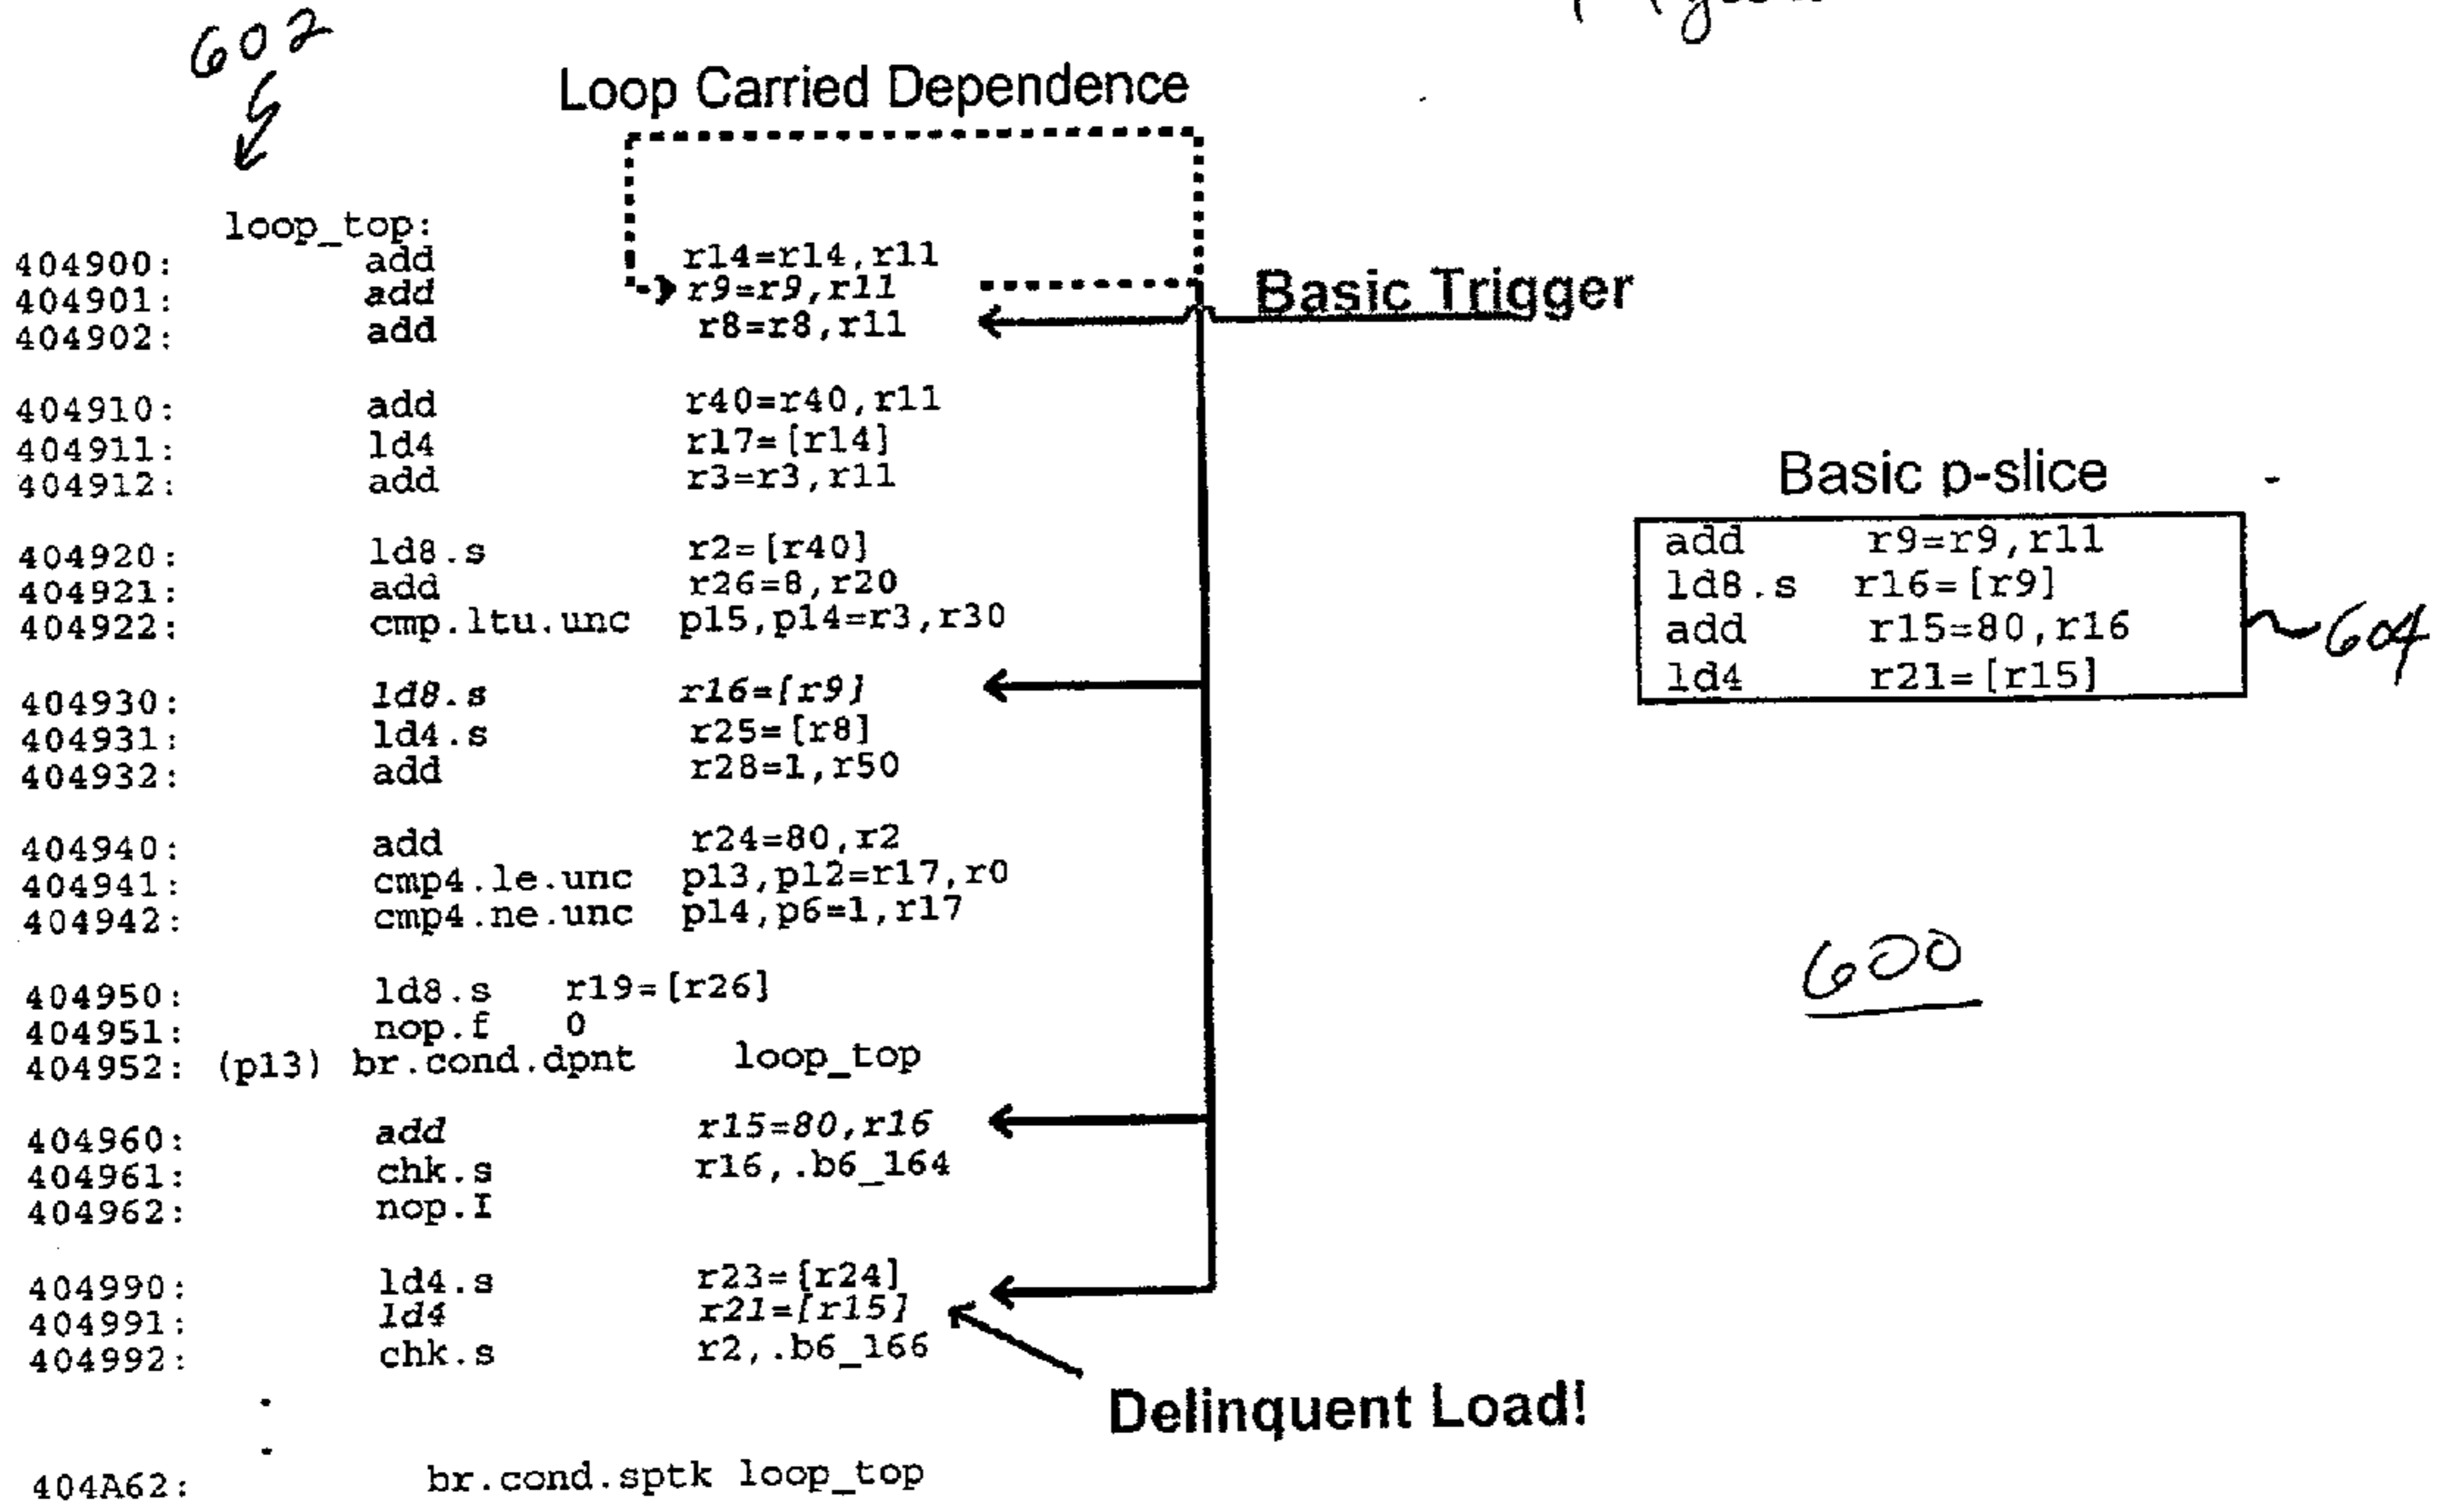 602
Loop Carried Dependence
loop_top:
404900: add r14=r14,r11
404901: add r9=r9,r11
404902: add r8=r8,r11
Basic Trigger
404910: add r40=r40,r11
404911: ld4 r17=[r14]
404912: add r3=r3,r11
404920: ld8.s r2=[r40]
404921: add r26=8,r20
404922: cmp.ltu.unc p15,p14=r3,r30
404930: ld8.s r16=[r9]
404931: ld4.s r25=[r8]
404932: add r28=1,r50
404940: add r24=80,r2
404941: cmp4.le.unc p13,p12=r17,r0
404942: cmp4.ne.unc p14,p6=1,r17
404950: ld8.s r19=[r26]
404951: nop.f 0
404952: (p13) br.cond.dpnt loop_top
404960: add r15=80,r16
404961: chk.s r16,.b6_164
404962: nop.I
404990: ld4.s r23=[r24]
404991: ld4 r21=[r15]
404992: chk.s r2,.b6_166
Delinquent Load!
404A62: br.cond.sptk loop_top
Basic p-slice
add r9=r9,r11
ld8.s r16=[r9]
add r15=80,r16
ld4 r21=[r15]
604
600